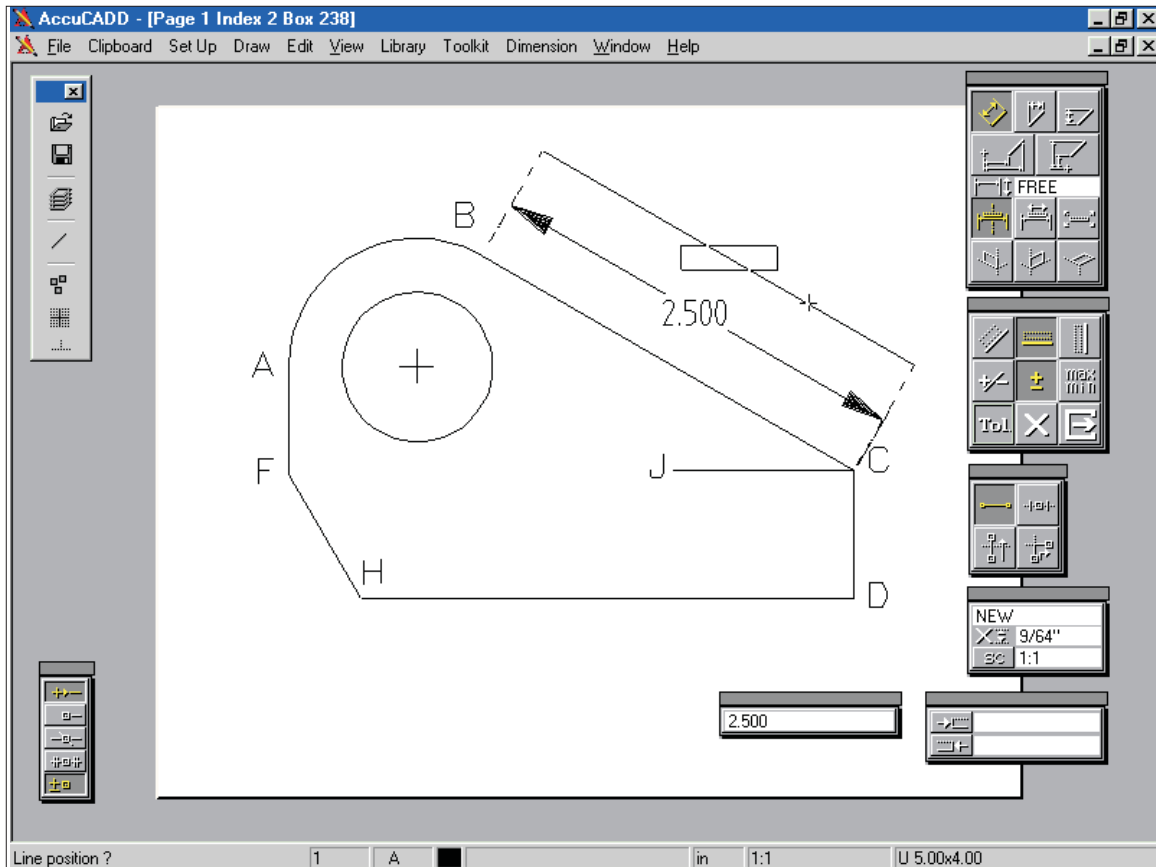 AccuCADD - [Page 1 Index 2 Box 238]
File Clipboard Set Up Draw Edit View Library Toolkit Dimension Window Help
FREE
B
2.500
A
C
F
J
max
min
Tol.
H
D
NEW
9/64"
SC 1:1
2.500
Line position ? 1 A in 1:1 U 5.00x4.00